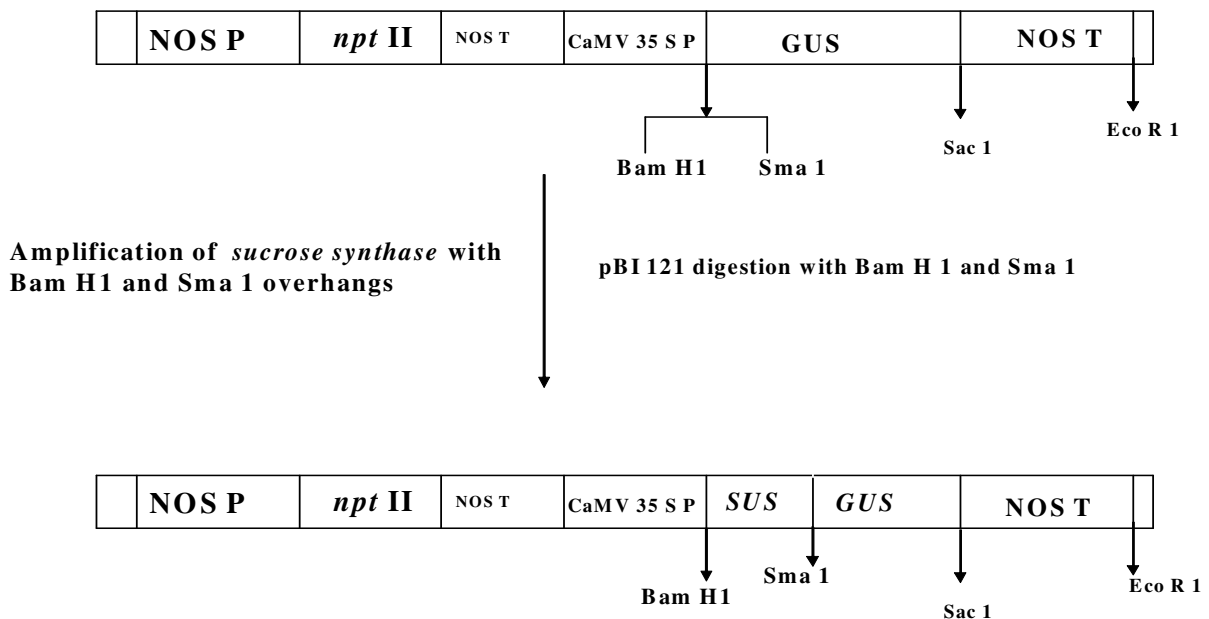 NOS P npt II NOS T CaMV 35 S P GUS NOS T
Eco R 1
Sac 1
Bam H1 Sma 1
Amplification of sucrose synthase with
Bam H1 and Sma 1 overhangs
pBI 121 digestion with Bam H 1 and Sma 1
NOS P npt II NOS T CaMV 35 S P SUS GUS NOS T
Sma 1
Eco R 1
Bam H1
Sac 1